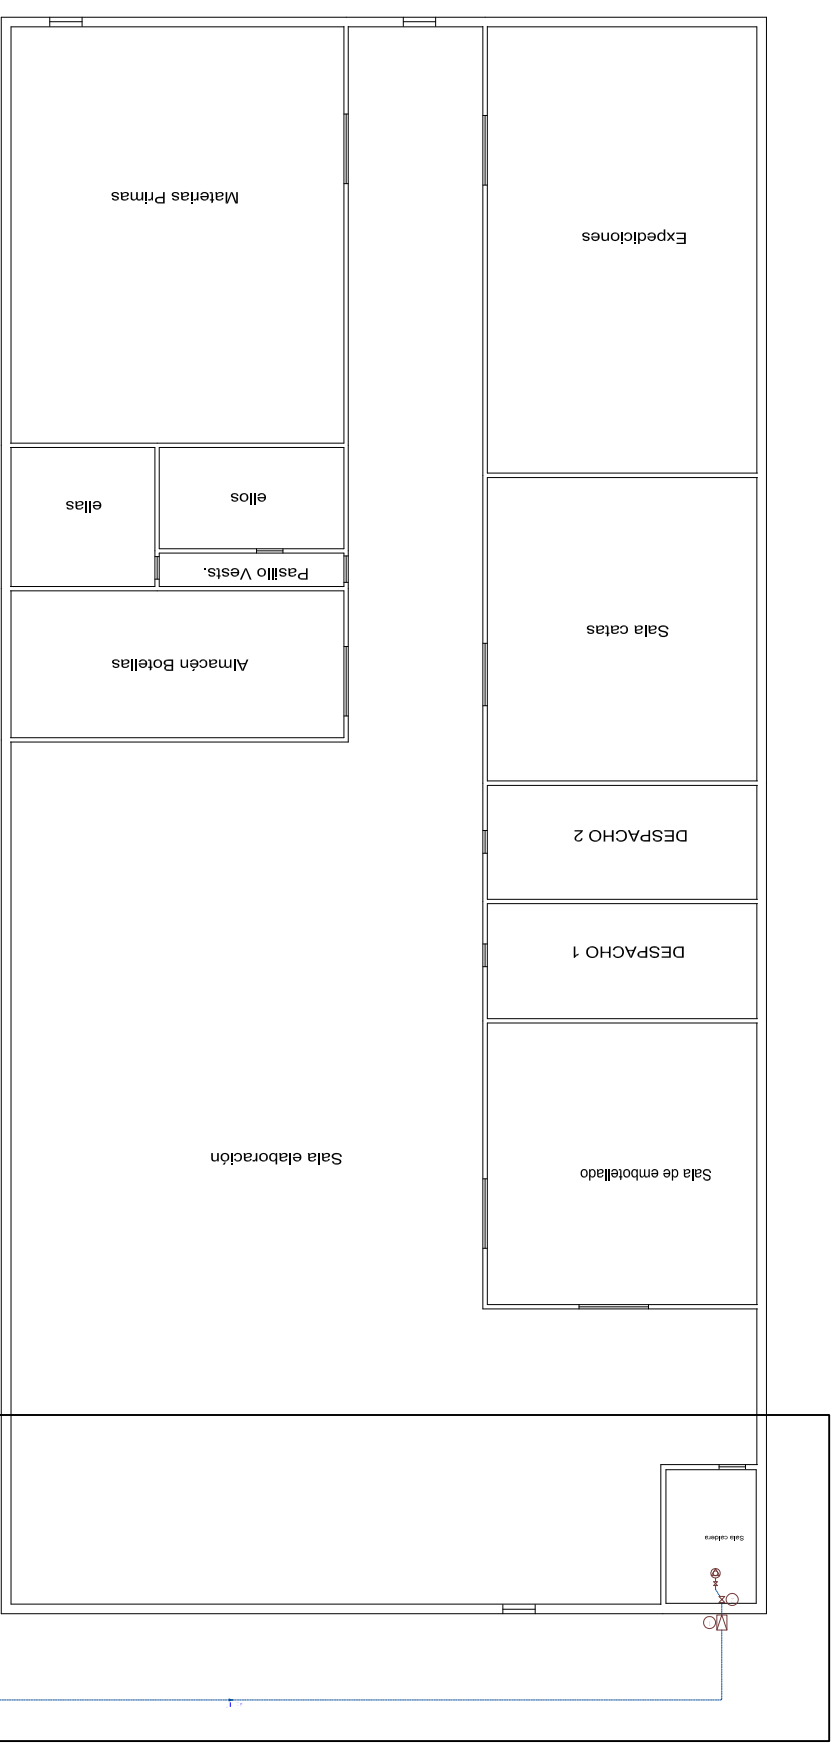 Sala caldera
Sala de embotellado
Sala elaboración
DESPACHO 1
DESPACHO 2
Almacén Botellas
Sala catas
Pasillo Vests.
ellos
ellas
Expediciones
Materias Primas